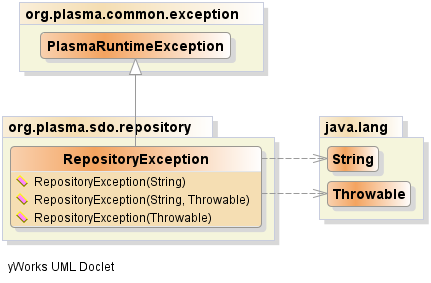 org.plasma.common.exception
PlasmaRuntimeException
org.plasma.sdo.repository
java.lang
RepositoryException
String
RepositoryException(String)
RepositoryException(String, Throwable)
Throwable
RepositoryException(Throwable)
yWorks UML Doclet